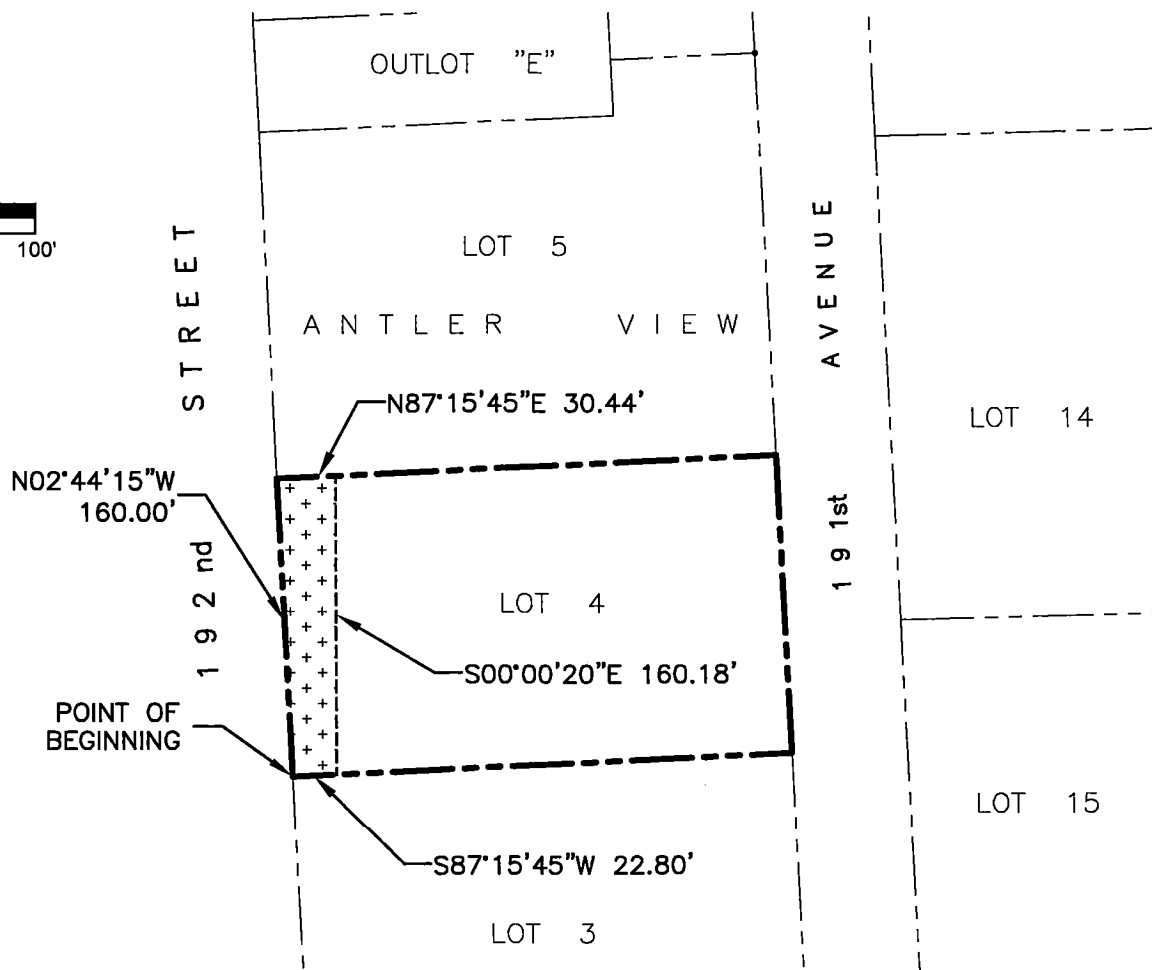 OUTLOT "E"
100'
LOT 5
STREET
192nd
AVENUE
191st
ANTLER VIEW
N87°15'45"E 30.44'
LOT 14
N02°44'15"W
160.00'
LOT 4
S00°00'20"E 160.18'
POINT OF
BEGINNING
LOT 15
S87°15'45"W 22.80'
LOT 3